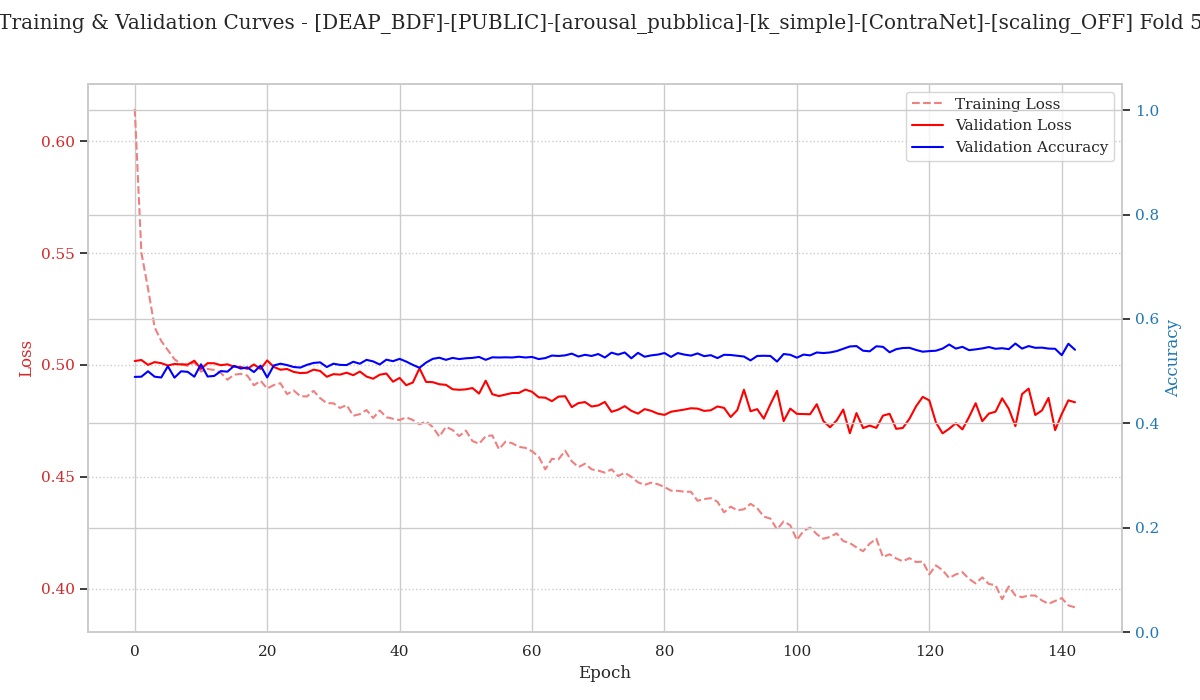 Training & Validation Curves - [DEAP_BDF]-[PUBLIC]-[arousal_pubblica]-[k_simple]-[ContraNet]-[scaling_OFF] Fold 5
Training Loss
Validation Loss
Validation Accuracy
Loss
0.60
0.55
0.50
0.45
0.40
1.0
0.8
0.6
0.4
0.2
0.0
Accuracy
0 20 40 60 80 100 120 140
Epoch